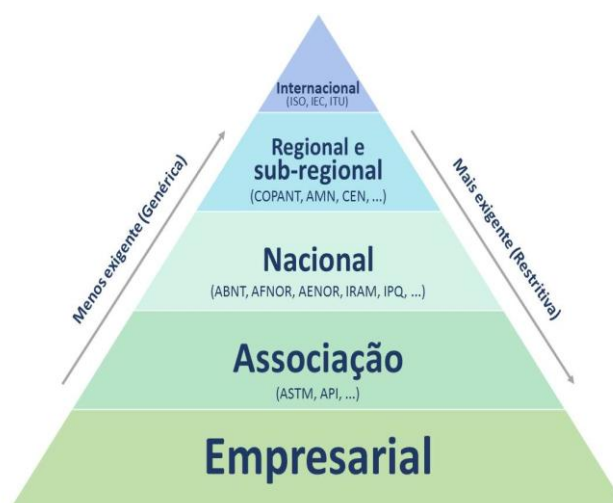 Internacional
(ISO, IEC, ITU)
Regional e
sub-regional
(COPANT, AMN, CEN, ...)
Nacional
(ABNT, AFNOR, AENOR, IRAM, IPQ, ...)
Associação
(ASTM, API, ...)
Empresarial
Menos exigente (Genérica)
Mais exigente (Restritiva)